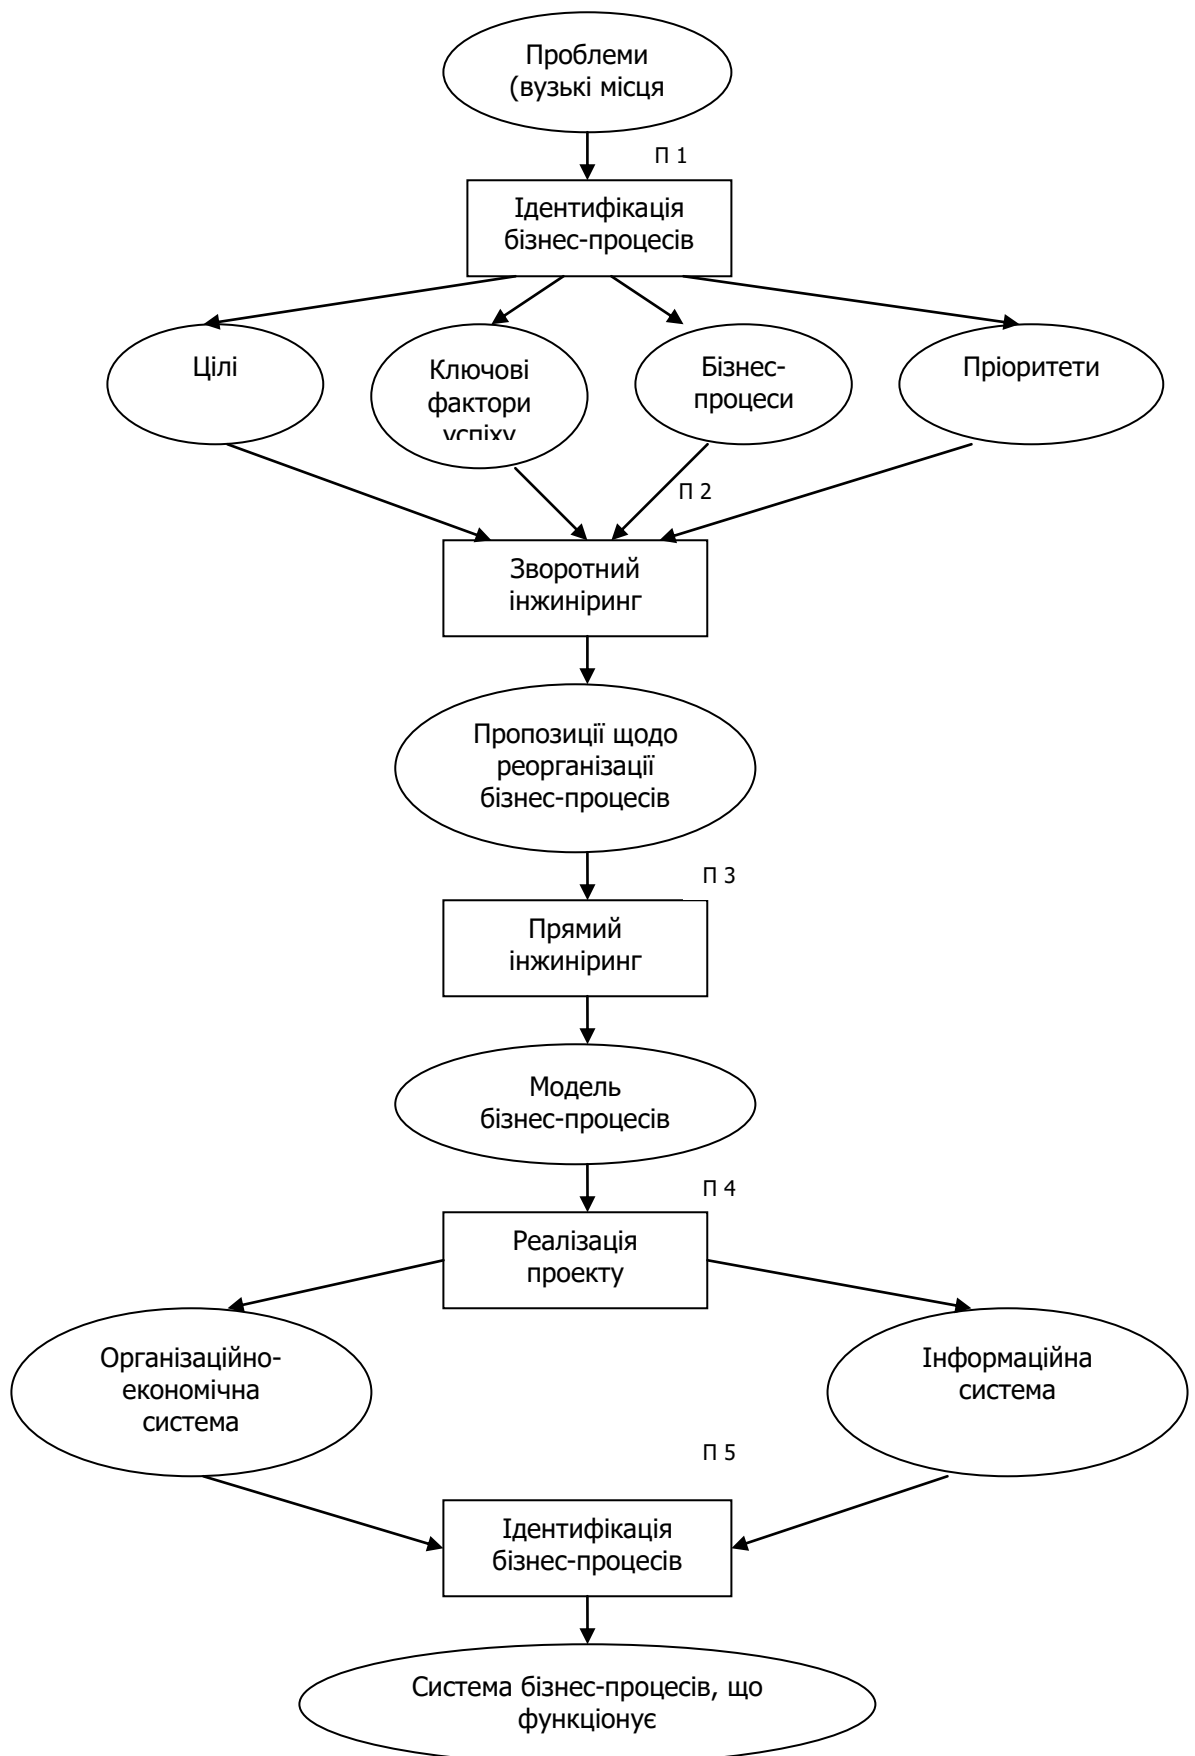 Проблеми
(вузькі місця
П 1
Ідентифікація
бізнес-процесів
Цілі
Ключові
фактори
успіху
Бізнес-
процеси
Пріоритети
П 2
Зворотний
інжиніринг
Пропозиції щодо
реорганізації
бізнес-процесів
П 3
Прямий
інжиніринг
Модель
бізнес-процесів
П 4
Реалізація
проекту
Організаційно-
економічна
система
Інформаційна
система
П 5
Ідентифікація
бізнес-процесів
Система бізнес-процесів, що
функціонує